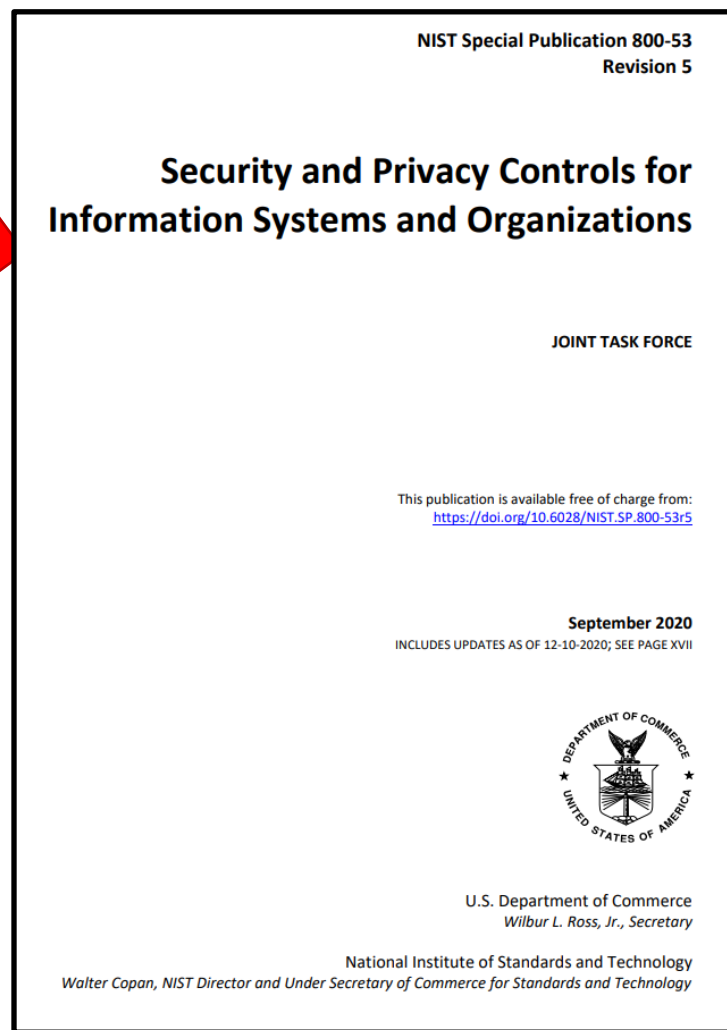 NIST Special Publication 800-53
Revision 5
Security and Privacy Controls for
Information Systems and Organizations
JOINT TASK FORCE
This publication is available free of charge from:
https://doi.org/10.6028/NIST.SP.800-53r5
September 2020
INCLUDES UPDATES AS OF 12-10-2020; SEE PAGE XVII
DEPARTMENT OF COMMERCE
UNITED STATES OF AMERICA
U.S. Department of Commerce
Wilbur L. Ross, Jr., Secretary
National Institute of Standards and Technology
Walter Copan, NIST Director and Under Secretary of Commerce for Standards and Technology